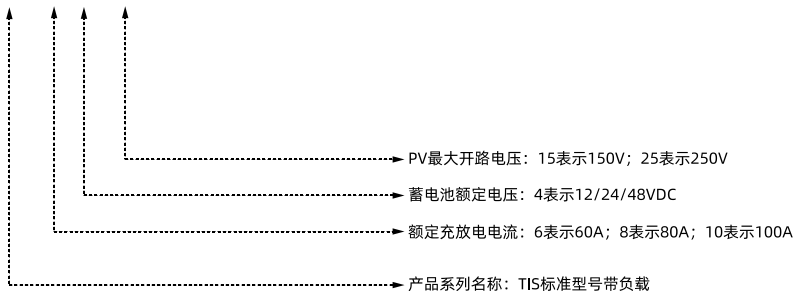 PV最大开路电压：15表示150V；25表示250V
蓄电池额定电压：4表示12/24/48VDC
额定充放电电流：6表示60A；8表示80A；10表示100A
产品系列名称：TIS标准型号带负载